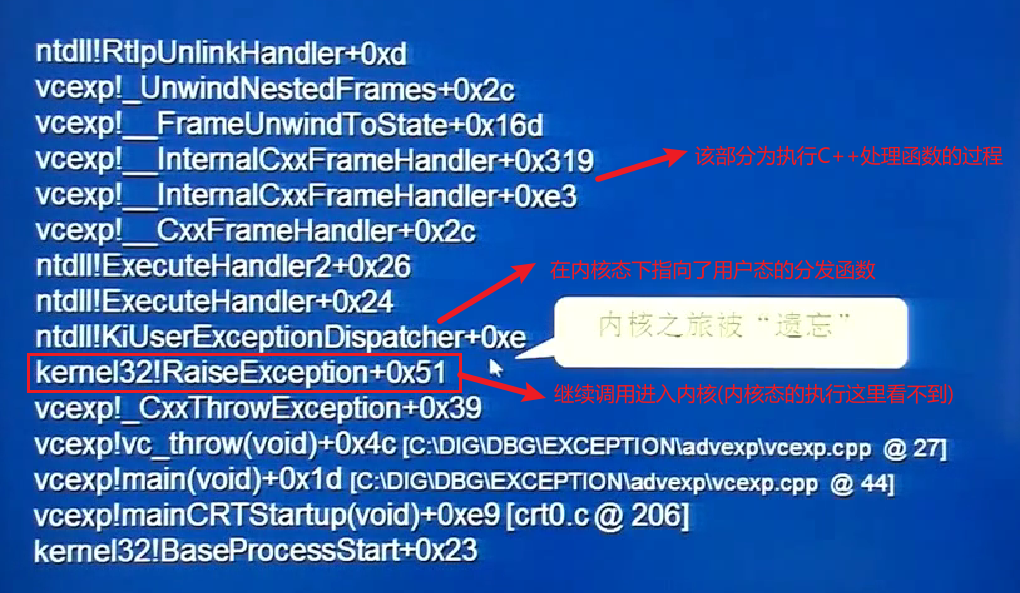 ntdll!RtlpUnlinkHandler+0xd
vcexp!_UnwindNestedFrames+0x2c
vcexp!__FrameUnwindToState+0x16d
vcexp!__InternalCxxFrameHandler+0x319
该部分为执行C++处理函数的过程
vcexp!__InternalCxxFrameHandler+0xe3
vcexp!__CxxFrameHandler+0x2c
ntdll!ExecuteHandler2+0x26
在内核态下指向了用户态的分发函数
ntdll!ExecuteHandler+0x24
内核之旅被“遗忘”
ntdll!KiUserExceptionDispatcher+0xe
kernel32!RaiseException+0x51
继续调用进入内核(内核态的执行这里看不到)
vcexp!_CxxThrowException+0x39
vcexp!vc_throw(void)+0x4c [C:\DIG\DBG\EXCEPTION\advexp\vcexp.cpp @ 27]
vcexp!main(void)+0x1d [C:\DIG\DBG\EXCEPTION\advexp\vcexp.cpp @ 44]
vcexp!mainCRTStartup(void)+0xe9 [crt0.c @ 206]
kernel32!BaseProcessStart+0x23